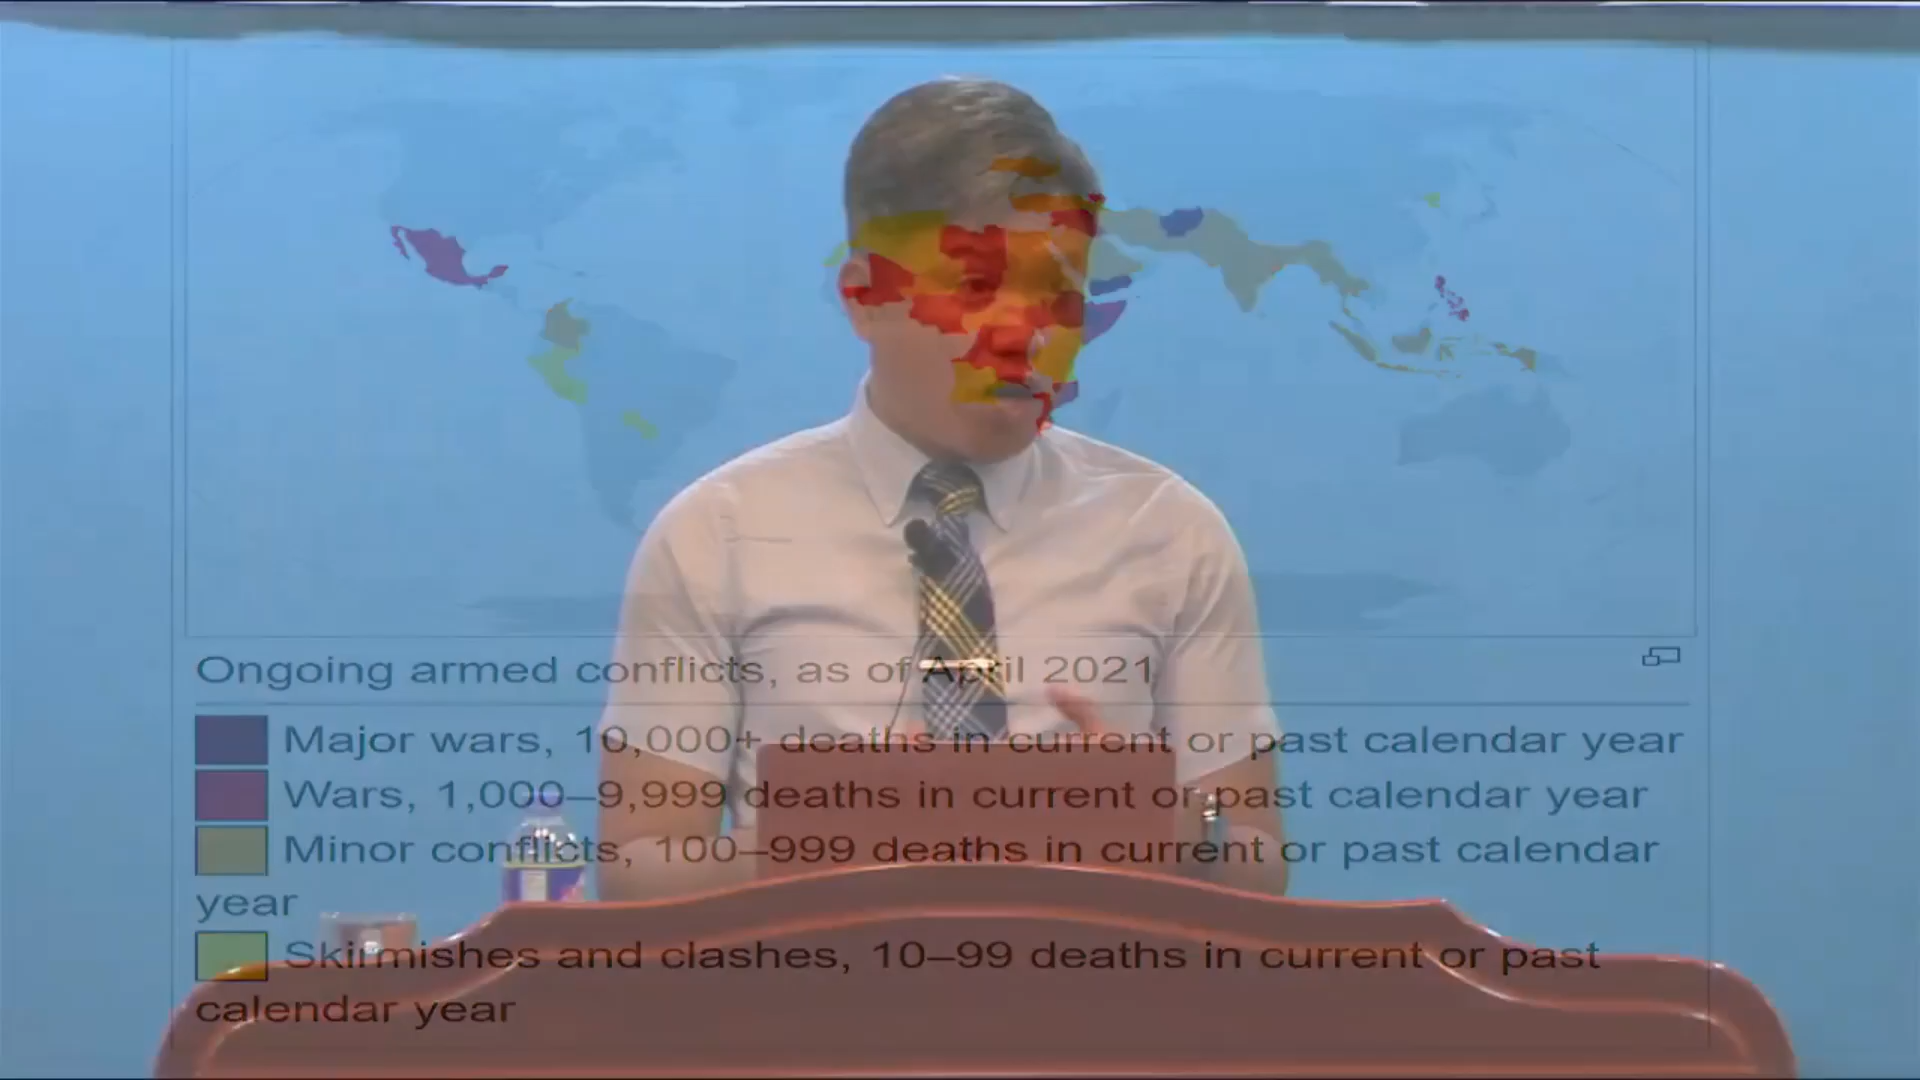 Ongoing armed conflicts, as of April 2021
Major wars, 10,000+ deaths in current or past calendar year
Wars, 1,000–9,999 deaths in current or past calendar year
Minor conflicts, 100–999 deaths in current or past calendar
year
Skirmishes and clashes, 10–99 deaths in current or past
calendar year